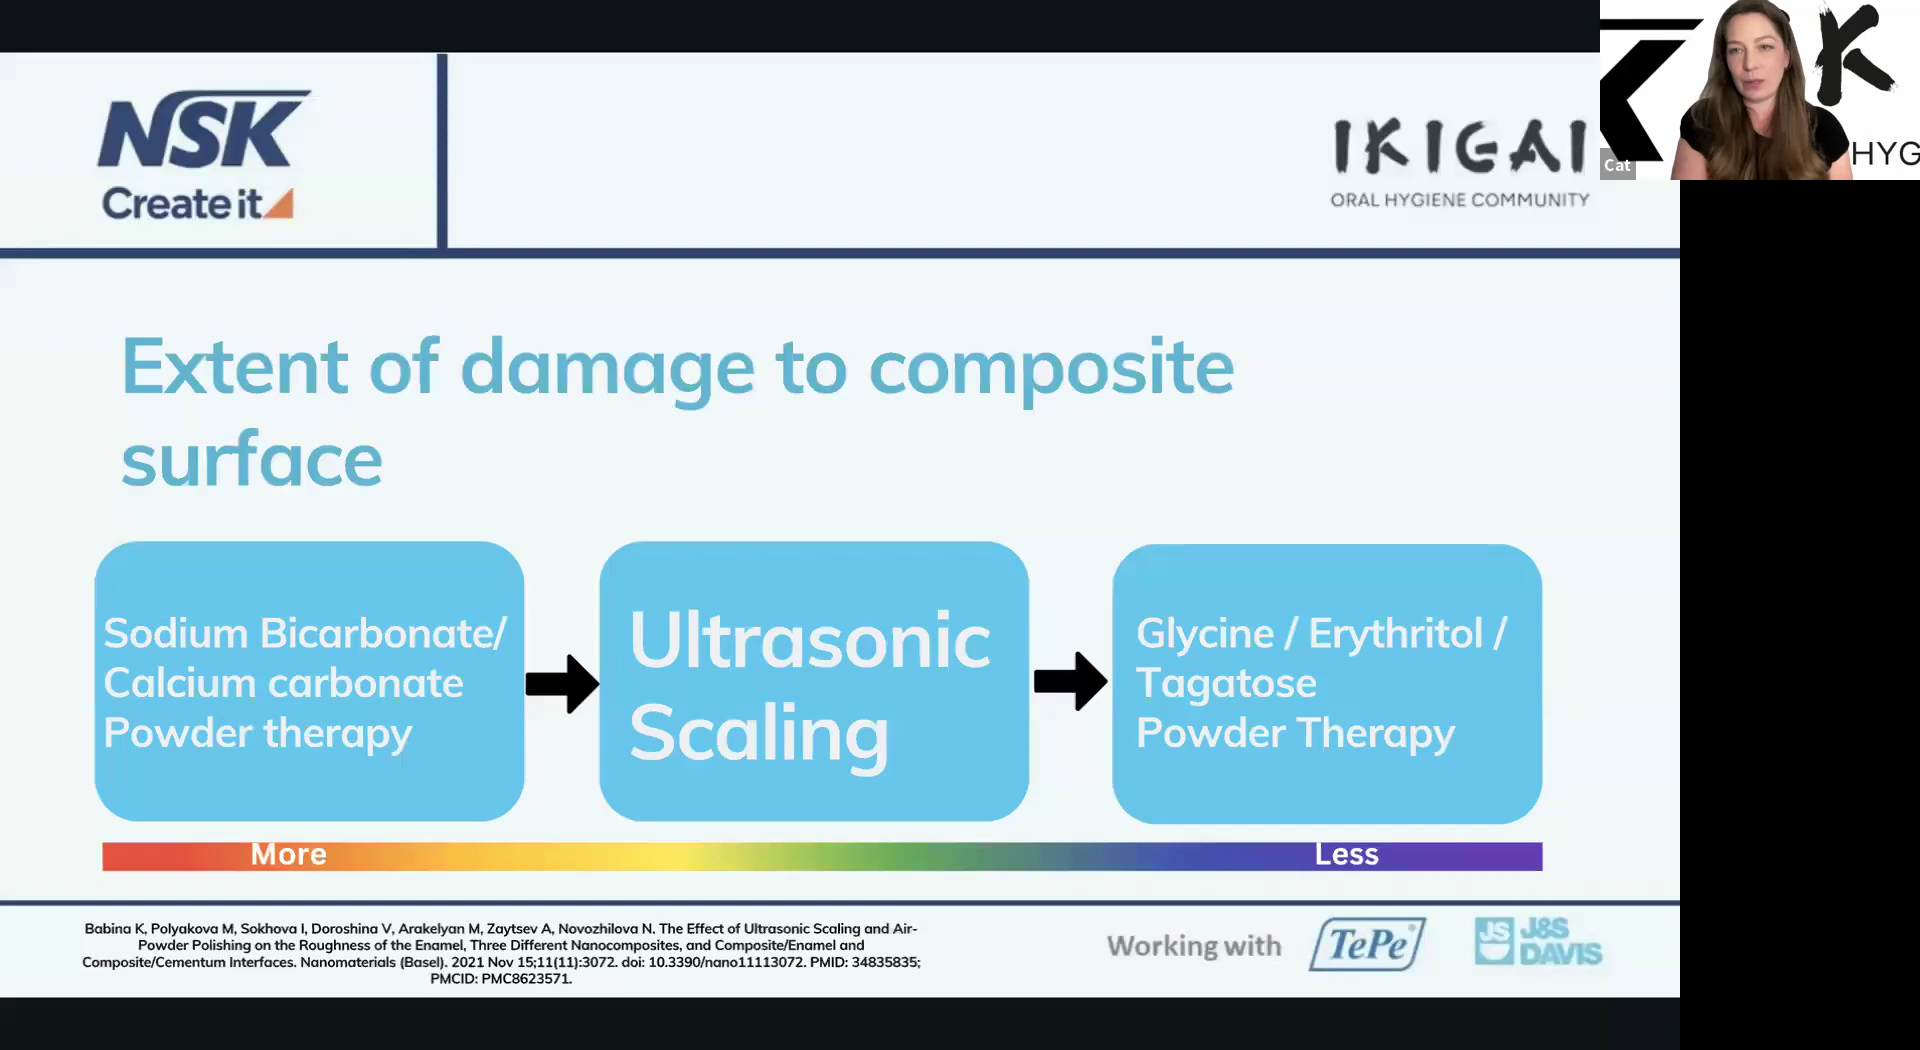 NSK
Create it
IKIGAI
ORAL HYGIENE COMMUNITY
K
HYG
Cat
Extent of damage to composite
surface
Sodium Bicarbonate/
Calcium carbonate
Powder therapy
Ultrasonic
Scaling
Glycine / Erythritol /
Tagatose
Powder Therapy
More
Less
Babina K, Polyakova M, Sokhova I, Doroshina V, Arakelyan M, Zaytsev A, Novozhilova N. The Effect of Ultrasonic Scaling and Air-
Powder Polishing on the Roughness of the Enamel, Three Different Nanocomposites, and Composite/Enamel and
Composite/Cementum Interfaces. Nanomaterials (Basel). 2021 Nov 15;11(11):3072. doi: 10.3390/nano11113072. PMID: 34835835;
PMCID: PMC8623571.
Working with
TePe®
JS
J&S
DAVIS